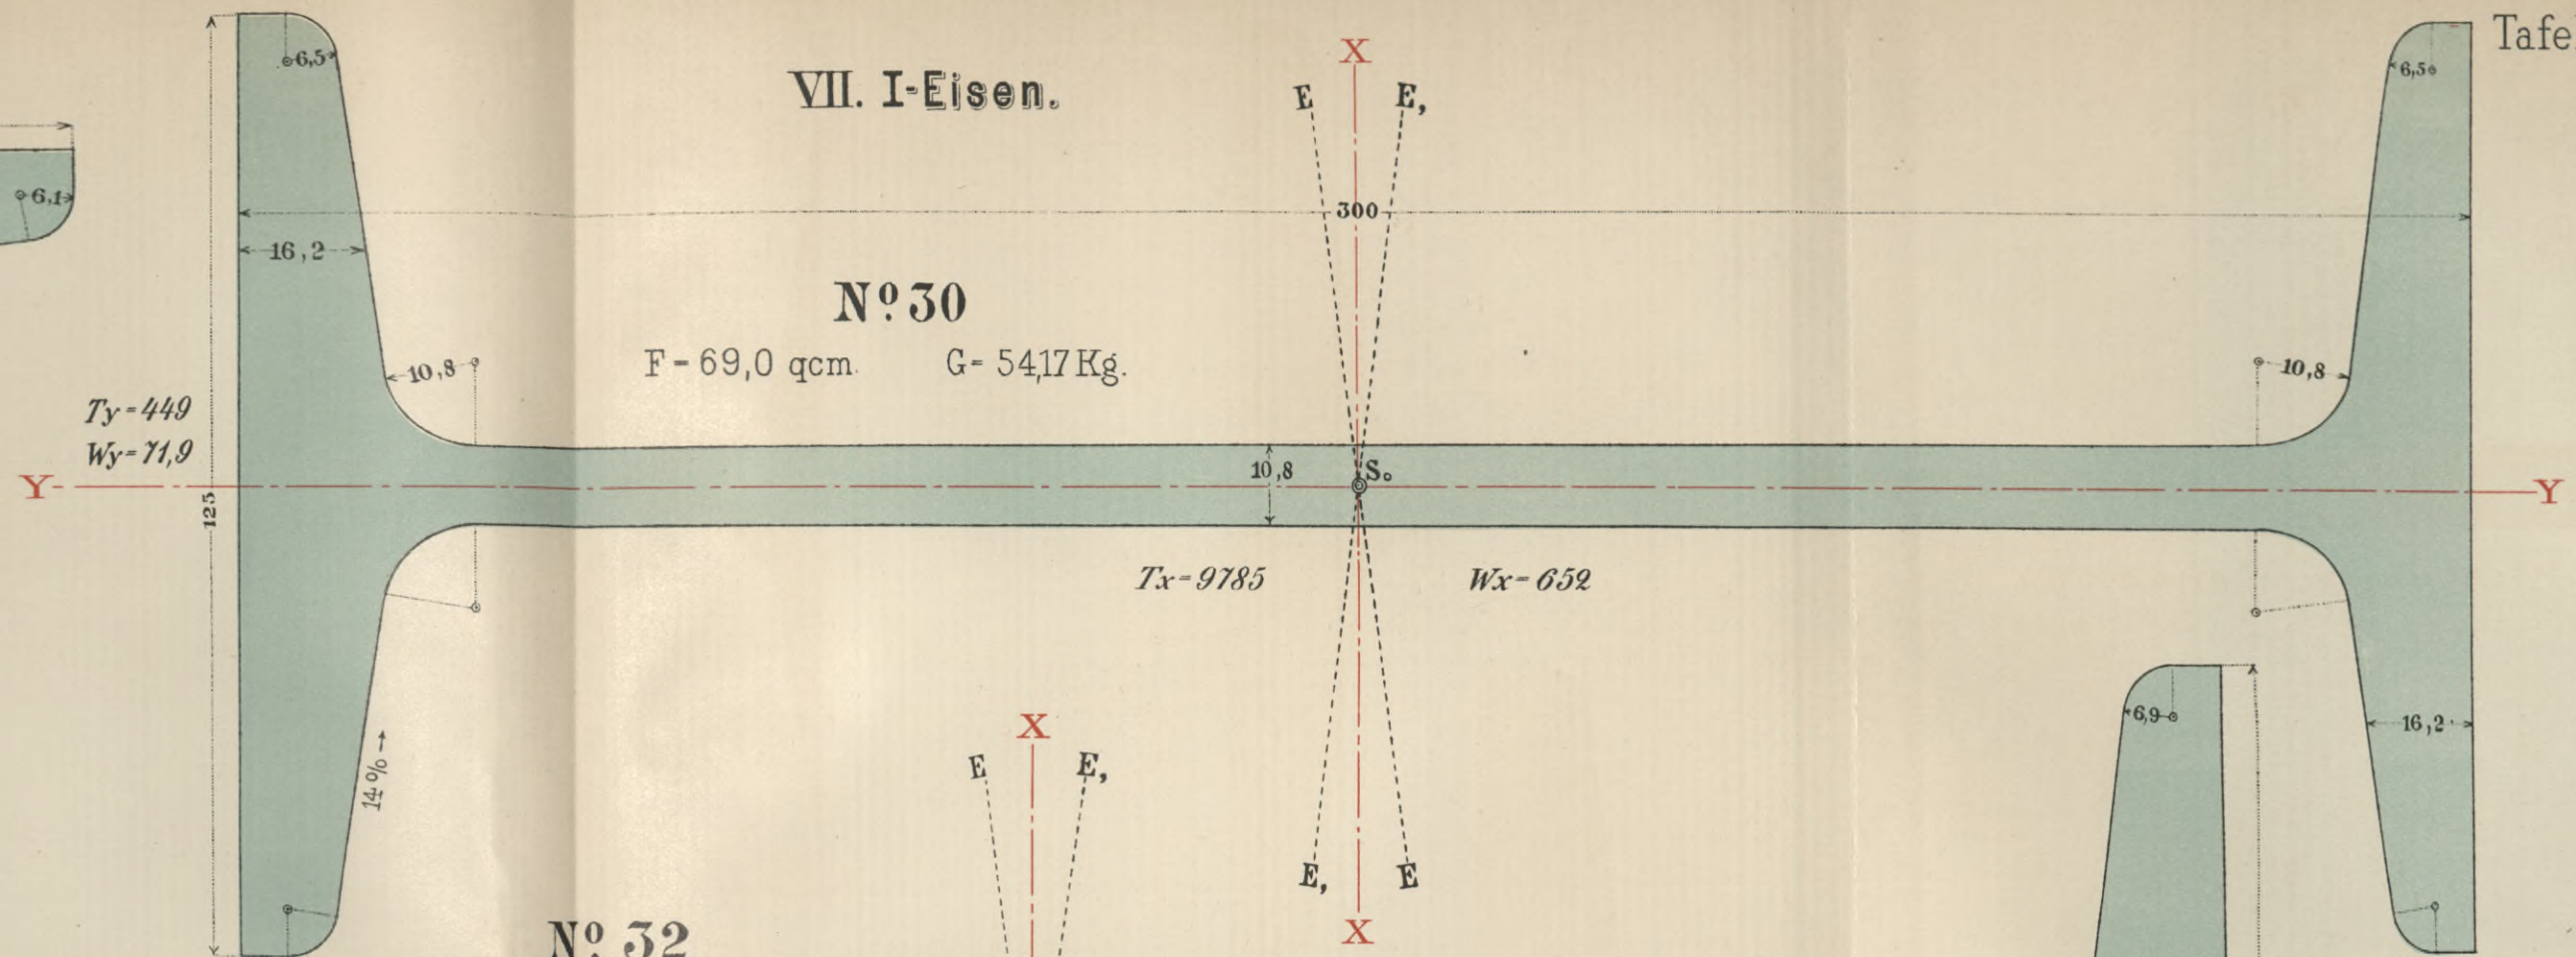 VII. I-Eisen.
Tafe
X
E E,
6,5
6,5
6,1
300
16,2
No. 30
F = 69,0 qcm. G = 54,17 Kg.
10,8
10,8
Ty = 449
Wy = 71,9
Y
10,8
S.
Y
125
Tx = 9785
Wx = 652
14% →
6,9
16,2
E, E
X
X
E E,
No. 32